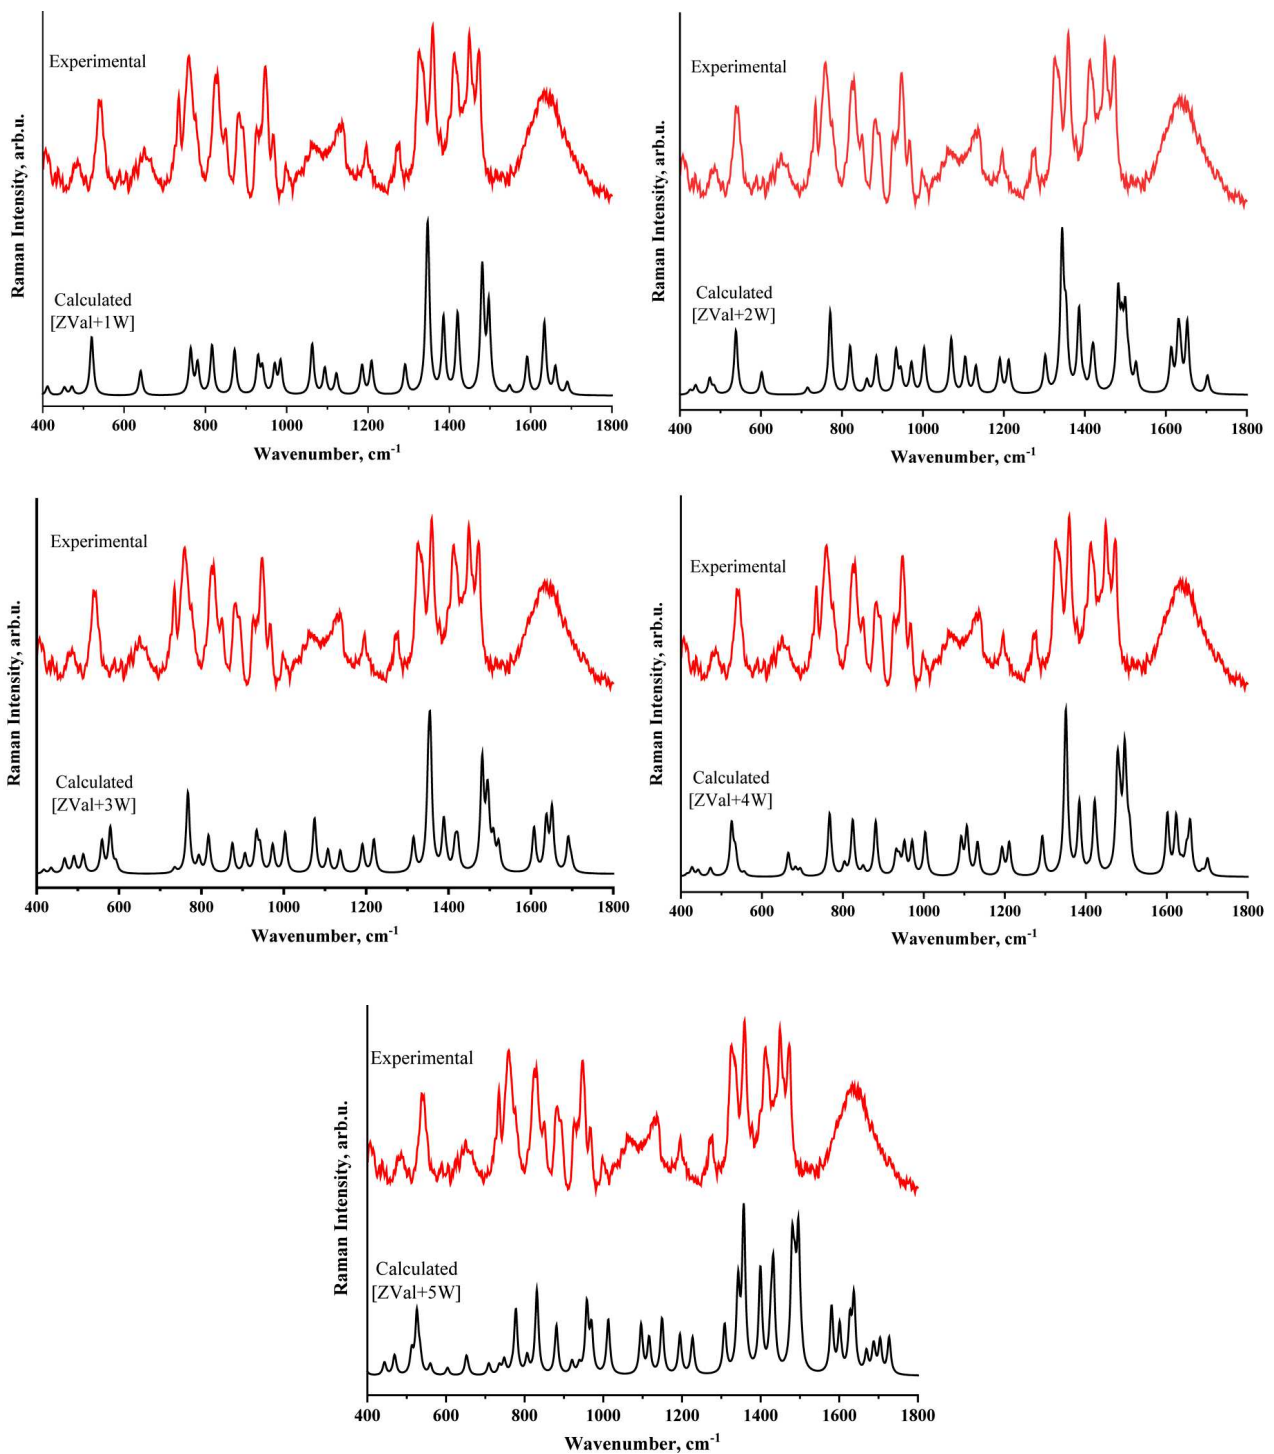 Experimental
Calculated
[ZVal+1W]
Raman Intensity, arb.u.
400 600 800 1000 1200 1400 1600 1800
Wavenumber, cm-1
Experimental
Calculated
[ZVal+2W]
Raman Intensity, arb.u.
400 600 800 1000 1200 1400 1600 1800
Wavenumber, cm-1
Experimental
Calculated
[ZVal+3W]
Raman Intensity, arb.u.
400 600 800 1000 1200 1400 1600 1800
Wavenumber, cm-1
Experimental
Calculated
[ZVal+4W]
Raman Intensity, arb.u.
400 600 800 1000 1200 1400 1600 1800
Wavenumber, cm-1
Experimental
Calculated
[ZVal+5W]
Raman Intensity, arb.u.
400 600 800 1000 1200 1400 1600 1800
Wavenumber, cm-1